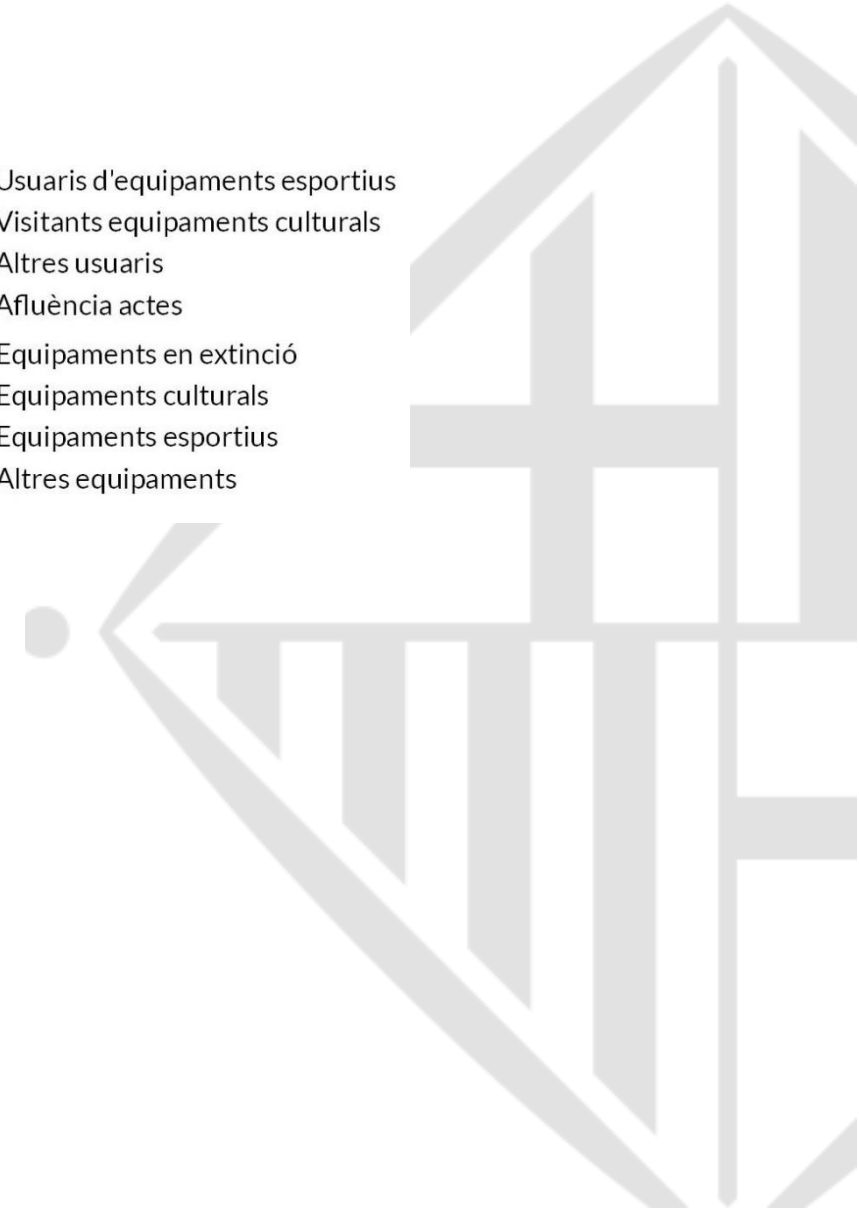 Usuaris d'equipaments esportius
Visitants equipaments culturals
Altres usuaris
Afluència actes
Equipaments en extinció
Equipaments culturals
Equipaments esportius
Altres equipaments